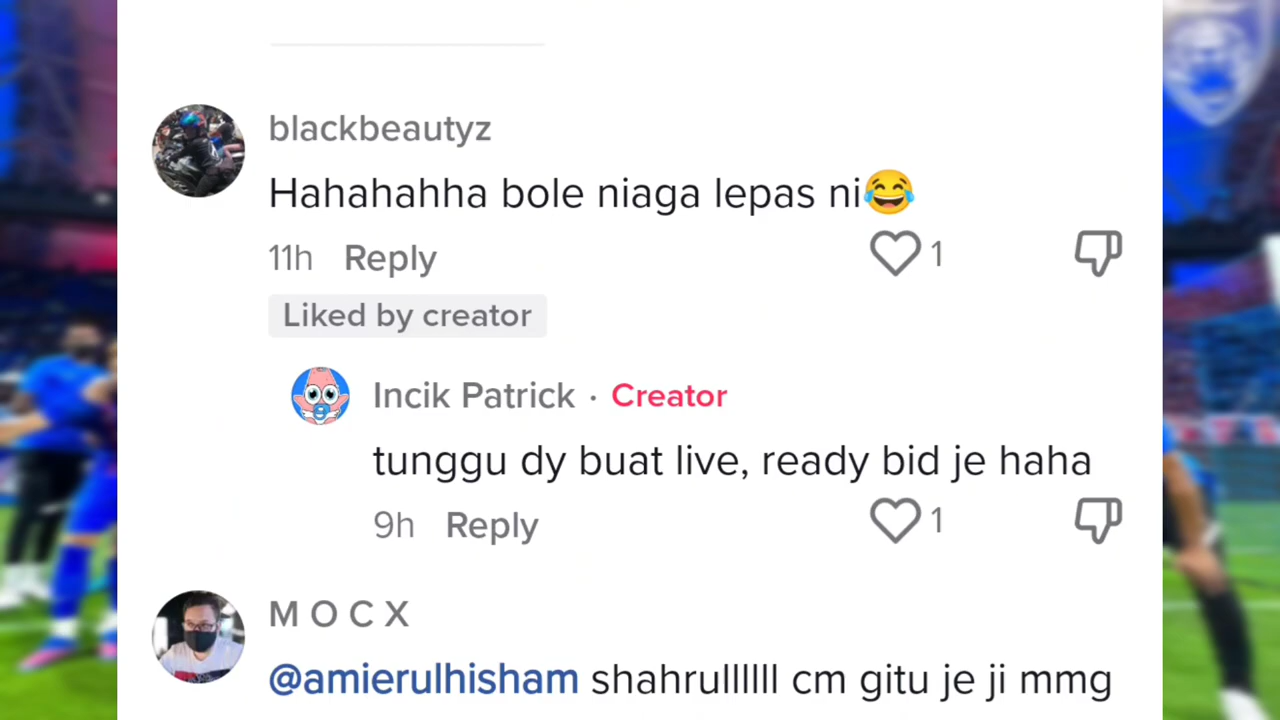 blackbeautyz
Hahahahha bole niaga lepas ni😂
11h Reply 1
Liked by creator
Incik Patrick · Creator
tunggu dy buat live, ready bid je haha
9h Reply 1
M O C X
@amierulhisham shahrullllll cm gitu je ji mmg